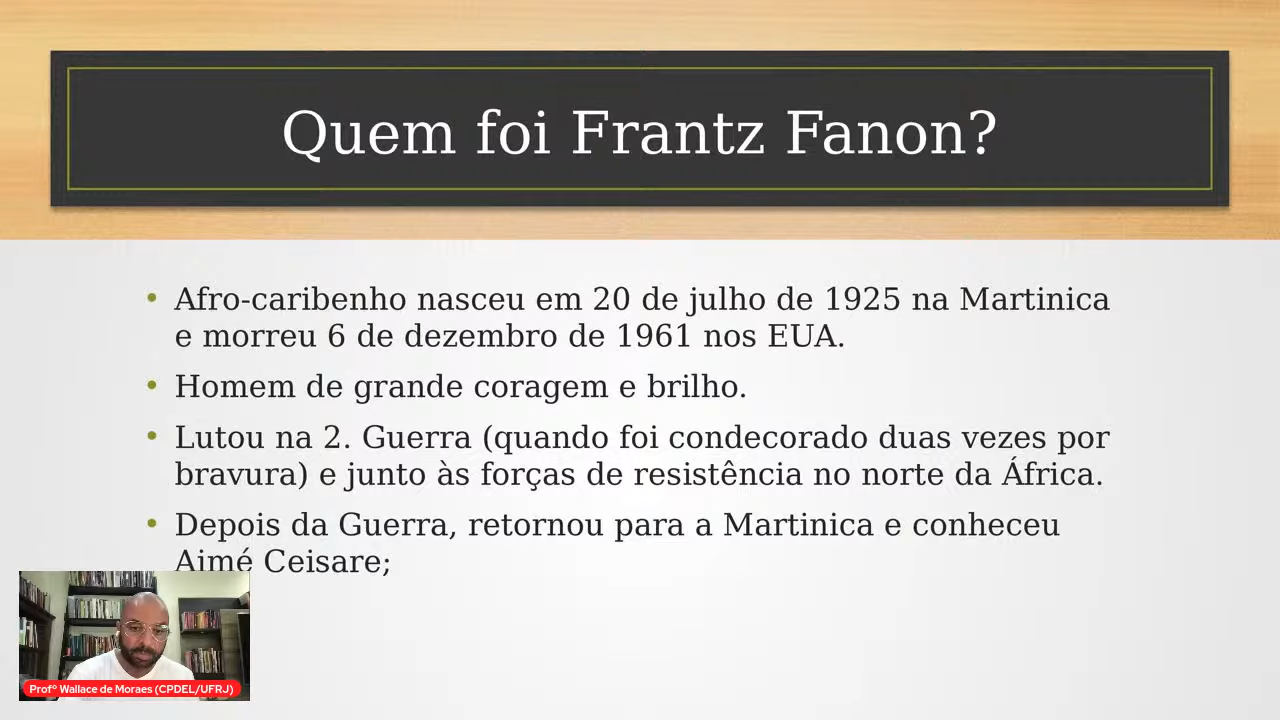 Quem foi Frantz Fanon?
• Afro-caribenho nasceu em 20 de julho de 1925 na Martinica
e morreu 6 de dezembro de 1961 nos EUA.
• Homem de grande coragem e brilho.
• Lutou na 2. Guerra (quando foi condecorado duas vezes por
bravura) e junto às forças de resistência no norte da África.
• Depois da Guerra, retornou para a Martinica e conheceu
Aimé Ceisare;
Profº Wallace de Moraes (CPDEL/UFRJ)